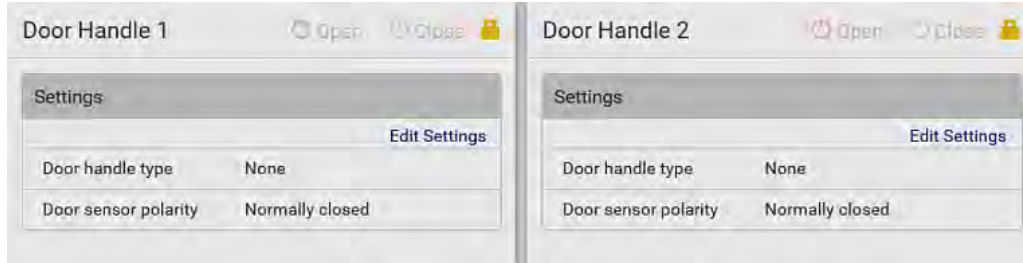 Door Handle 1 Open Close
Settings
Edit Settings
Door handle type None
Door sensor polarity Normally closed
Door Handle 2 Open Close
Settings
Edit Settings
Door handle type None
Door sensor polarity Normally closed